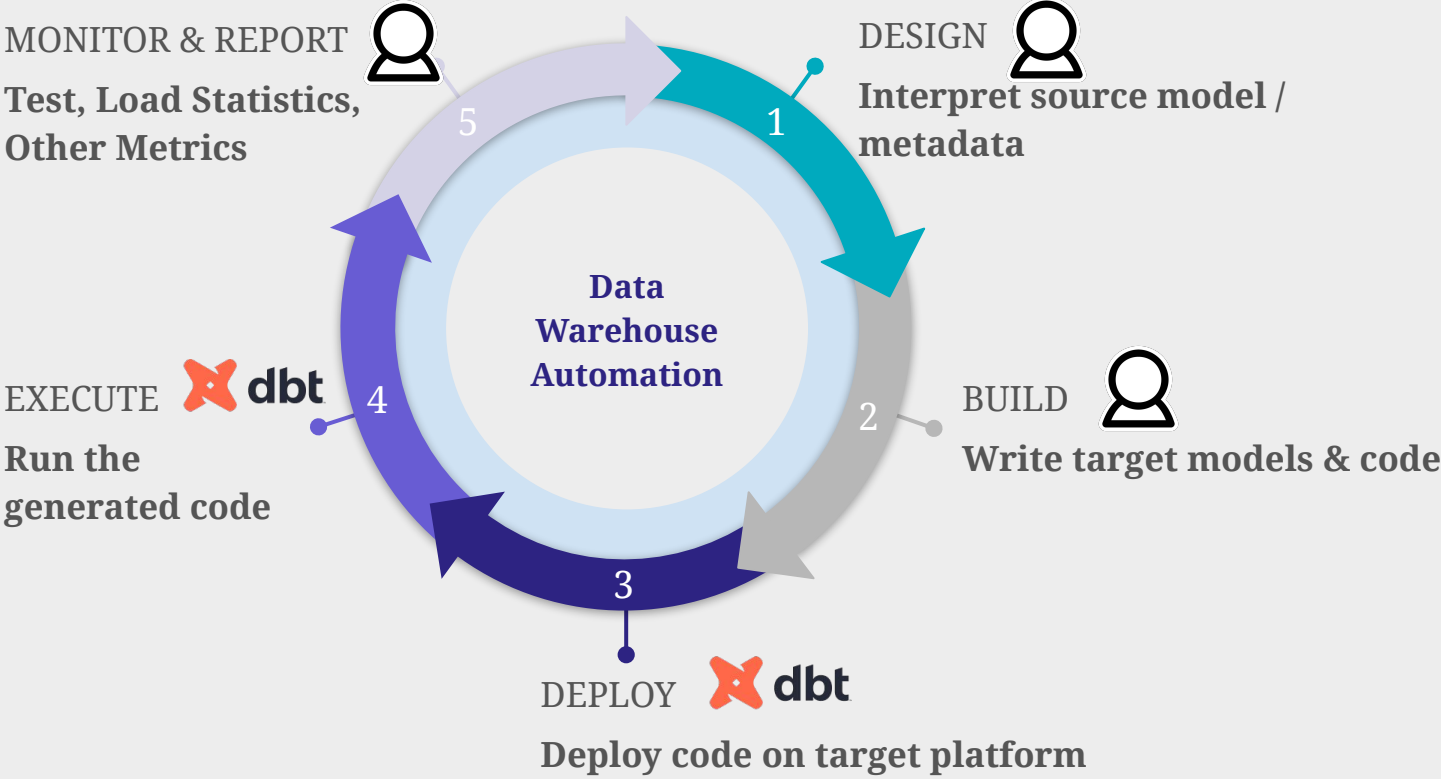 MONITOR & REPORT
Test, Load Statistics,
Other Metrics
DESIGN
Interpret source model /
metadata
5
1
Data
Warehouse
Automation
EXECUTE
dbt
Run the
generated code
4
2
BUILD
Write target models & code
3
DEPLOY
dbt
Deploy code on target platform